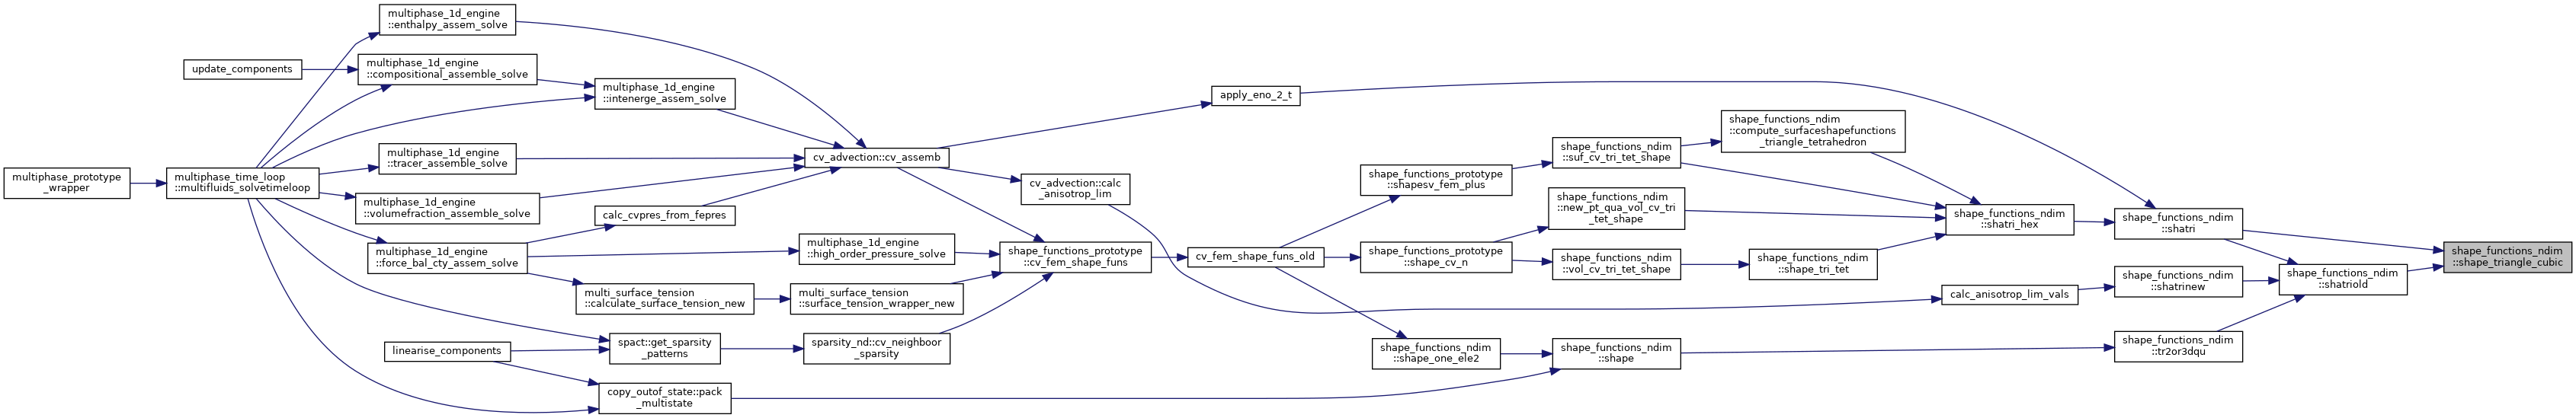 multiphase_prototype
_wrapper
multiphase_time_loop
::multifluids_solvetimeloop
update_components
multiphase_1d_engine
::enthalpy_assem_solve
multiphase_1d_engine
::compositional_assemble_solve
multiphase_1d_engine
::intenerge_assem_solve
multiphase_1d_engine
::tracer_assemble_solve
multiphase_1d_engine
::volumefraction_assemble_solve
calc_cvpres_from_fepres
multiphase_1d_engine
::force_bal_cty_assem_solve
multiphase_1d_engine
::high_order_pressure_solve
multi_surface_tension
::calculate_surface_tension_new
multi_surface_tension
::surface_tension_wrapper_new
linearise_components
spact::get_sparsity
_patterns
sparsity_nd::cv_neighboor
_sparsity
copy_outof_state::pack
_multistate
cv_advection::cv_assemb
cv_advection::calc
_anisotrop_lim
shape_functions_prototype
::cv_fem_shape_funs
apply_eno_2_t
cv_fem_shape_funs_old
shape_functions_prototype
::shapesv_fem_plus
shape_functions_prototype
::shape_cv_n
shape_functions_ndim
::shape_one_ele2
shape_functions_ndim
::suf_cv_tri_tet_shape
shape_functions_ndim
::new_pt_qua_vol_cv_tri
_tet_shape
shape_functions_ndim
::vol_cv_tri_tet_shape
shape_functions_ndim
::shape
shape_functions_ndim
::compute_surfaceshapefunctions
_triangle_tetrahedron
shape_functions_ndim
::shape_tri_tet
shape_functions_ndim
::shatri_hex
calc_anisotrop_lim_vals
shape_functions_ndim
::shatri
shape_functions_ndim
::shatrinew
shape_functions_ndim
::tr2or3dqu
shape_functions_ndim
::shatriold
shape_functions_ndim
::shape_triangle_cubic